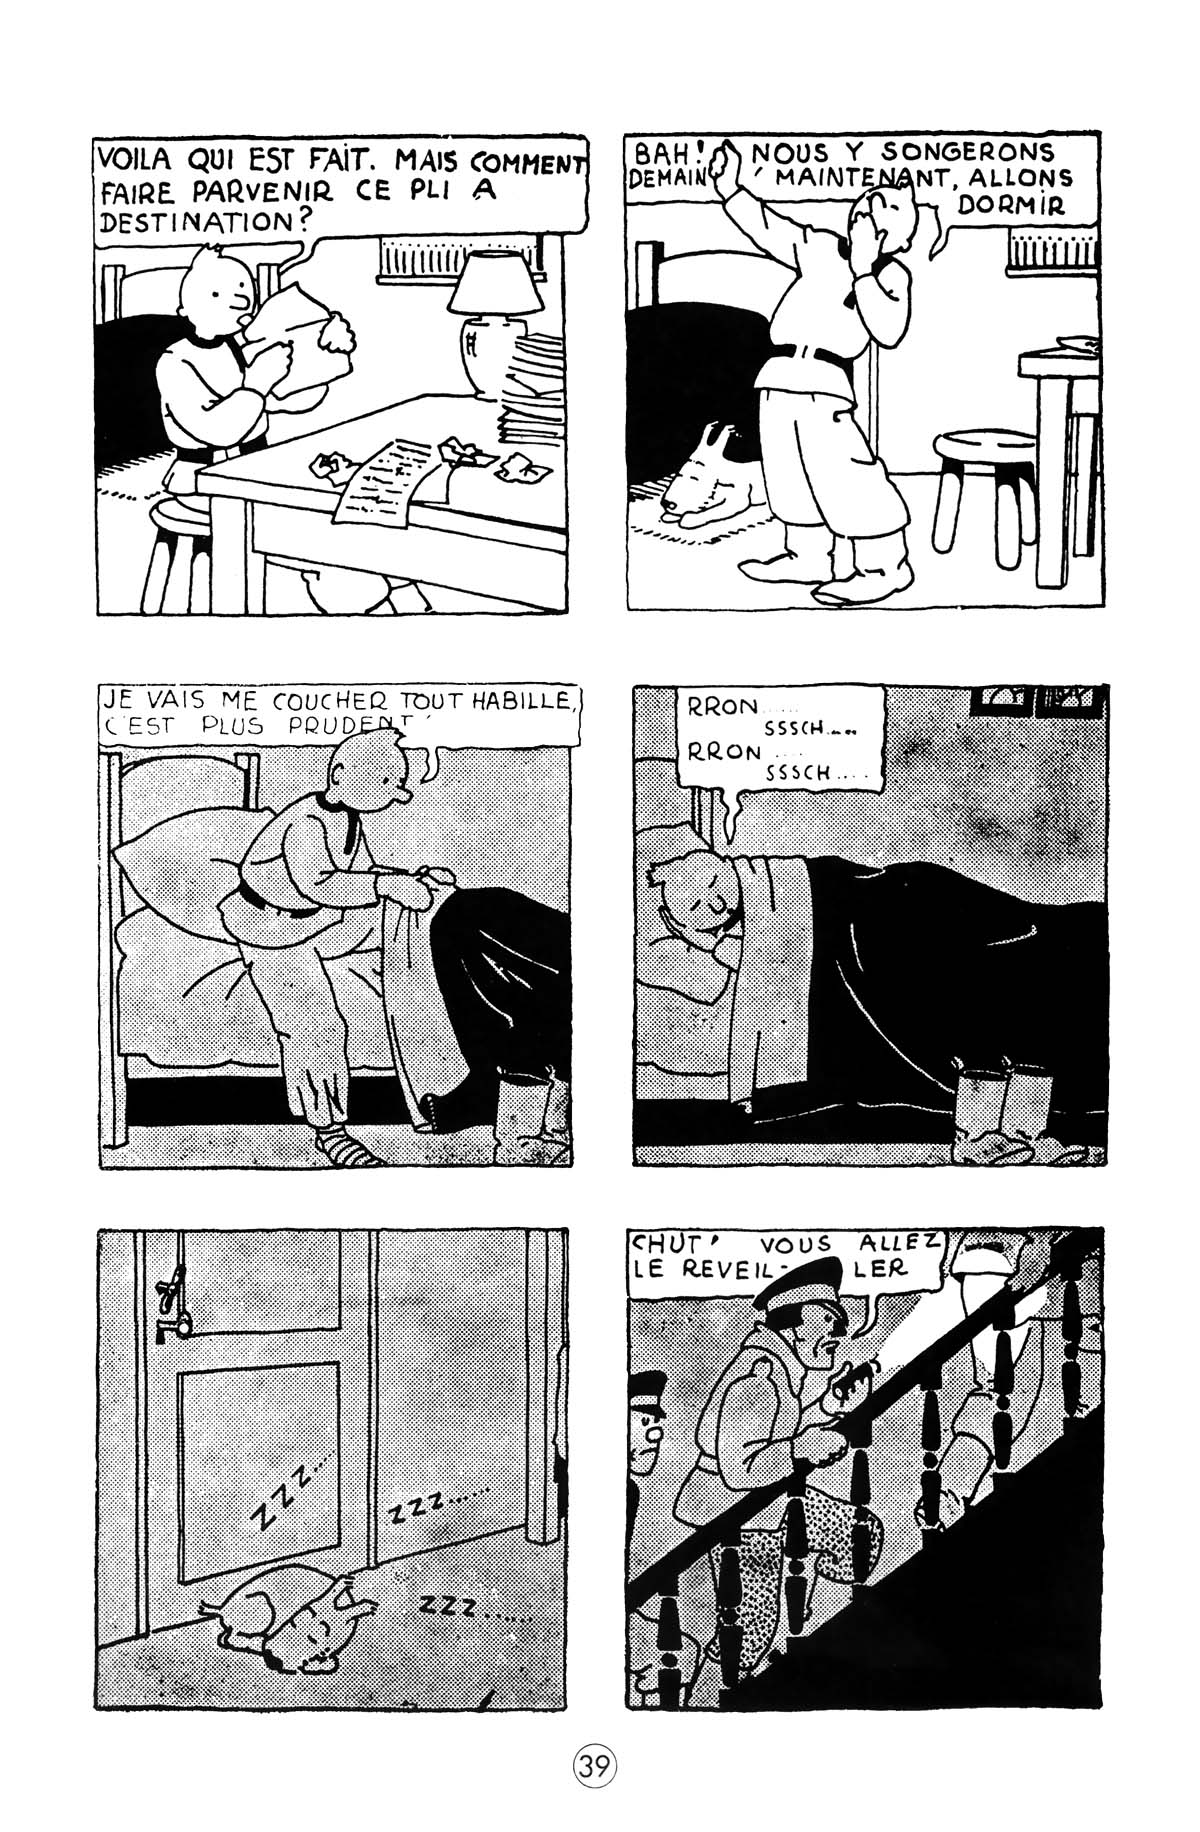 VOILA QUI EST FAIT. MAIS COMMENT
FAIRE PARVENIR CE PLI A
DESTINATION?
BAH! NOUS Y SONGERONS
DEMAIN ' MAINTENANT, ALLONS
DORMIR
JE VAIS ME COUCHER TOUT HABILLE,
C'EST PLUS PRUDENT'
RRON......
SSSCH.....
RRON ....
SSSCH....
ZZZ.....
ZZZ......
ZZZ......
CHUT' VOUS ALLEZ
LE REVEIL- LER
39